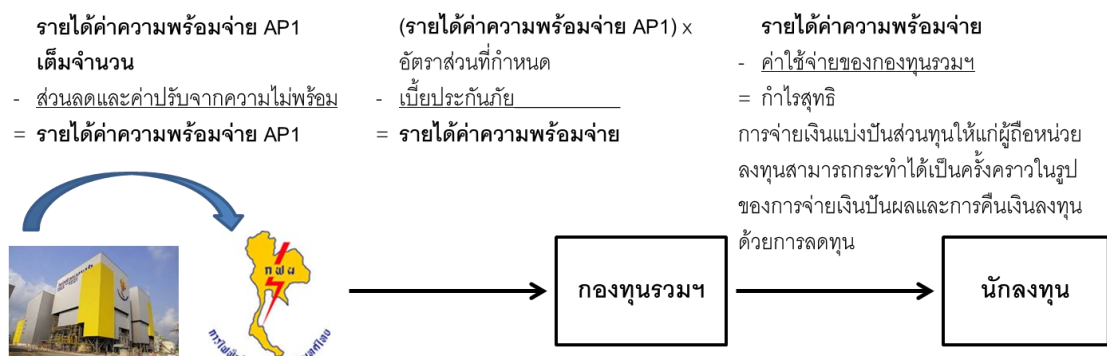 รายได้ค่าความพร้อมจ่าย AP1
เต็มจำนวน
- ส่วนลดและค่าปรับจากความไม่พร้อม
= รายได้ค่าความพร้อมจ่าย AP1
(รายได้ค่าความพร้อมจ่าย AP1) x
อัตราส่วนที่กำหนด
- เบี้ยประกันภัย
= รายได้ค่าความพร้อมจ่าย
รายได้ค่าความพร้อมจ่าย
- ค่าใช้จ่ายของกองทุนรวมฯ
= กำไรสุทธิ
การจ่ายเงินแบ่งปันส่วนทุนให้แก่ผู้ถือหน่วย
ลงทุนสามารถกระทำได้เป็นครั้งคราวในรูป
ของการจ่ายเงินปันผลและการคืนเงินลงทุน
ด้วยการลดทุน
กฟผ
กองทุนรวมฯ
นักลงทุน